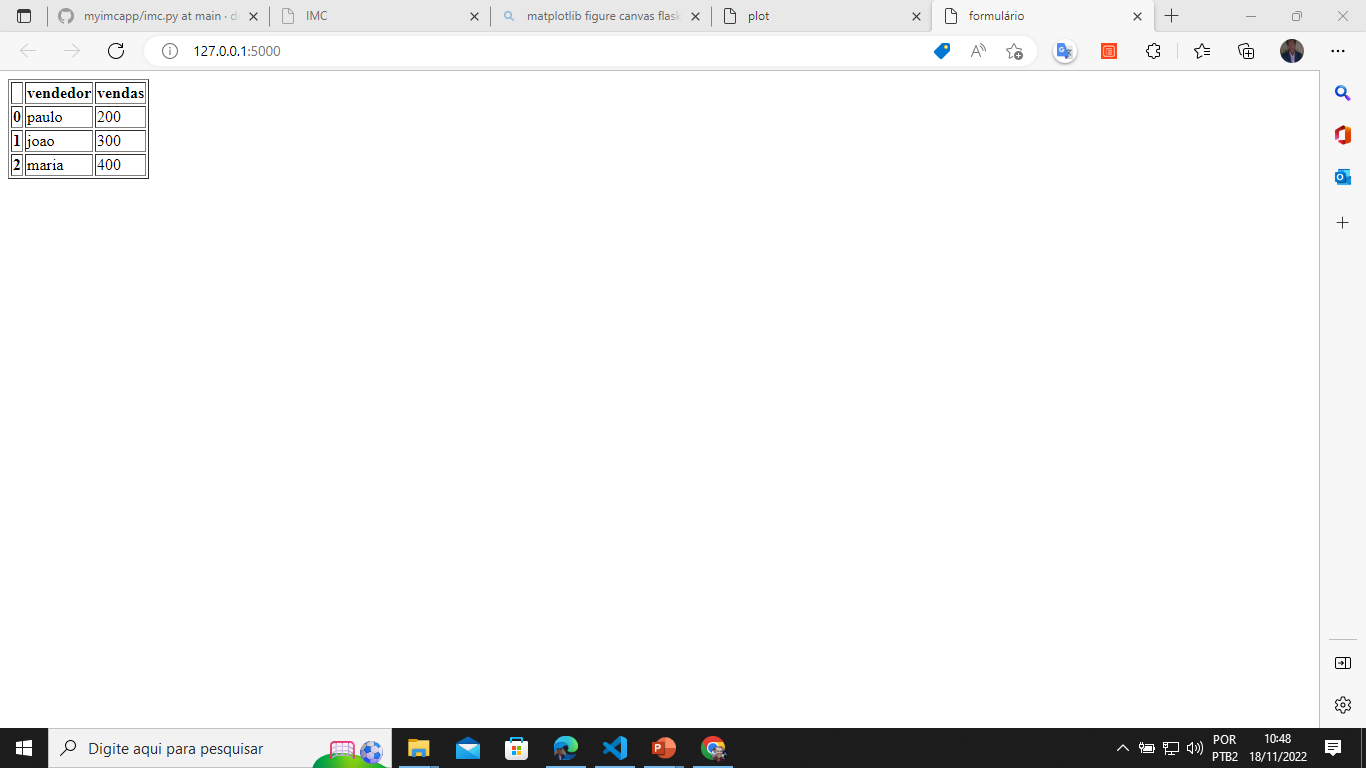 myimcapp/imc.py at main · d
IMC
matplotlib figure canvas flask
plot
formulário
127.0.0.1:5000
vendedor vendas
0 paulo 200
1 joao 300
2 maria 400
Digite aqui para pesquisar
POR
PTB2
10:48
18/11/2022